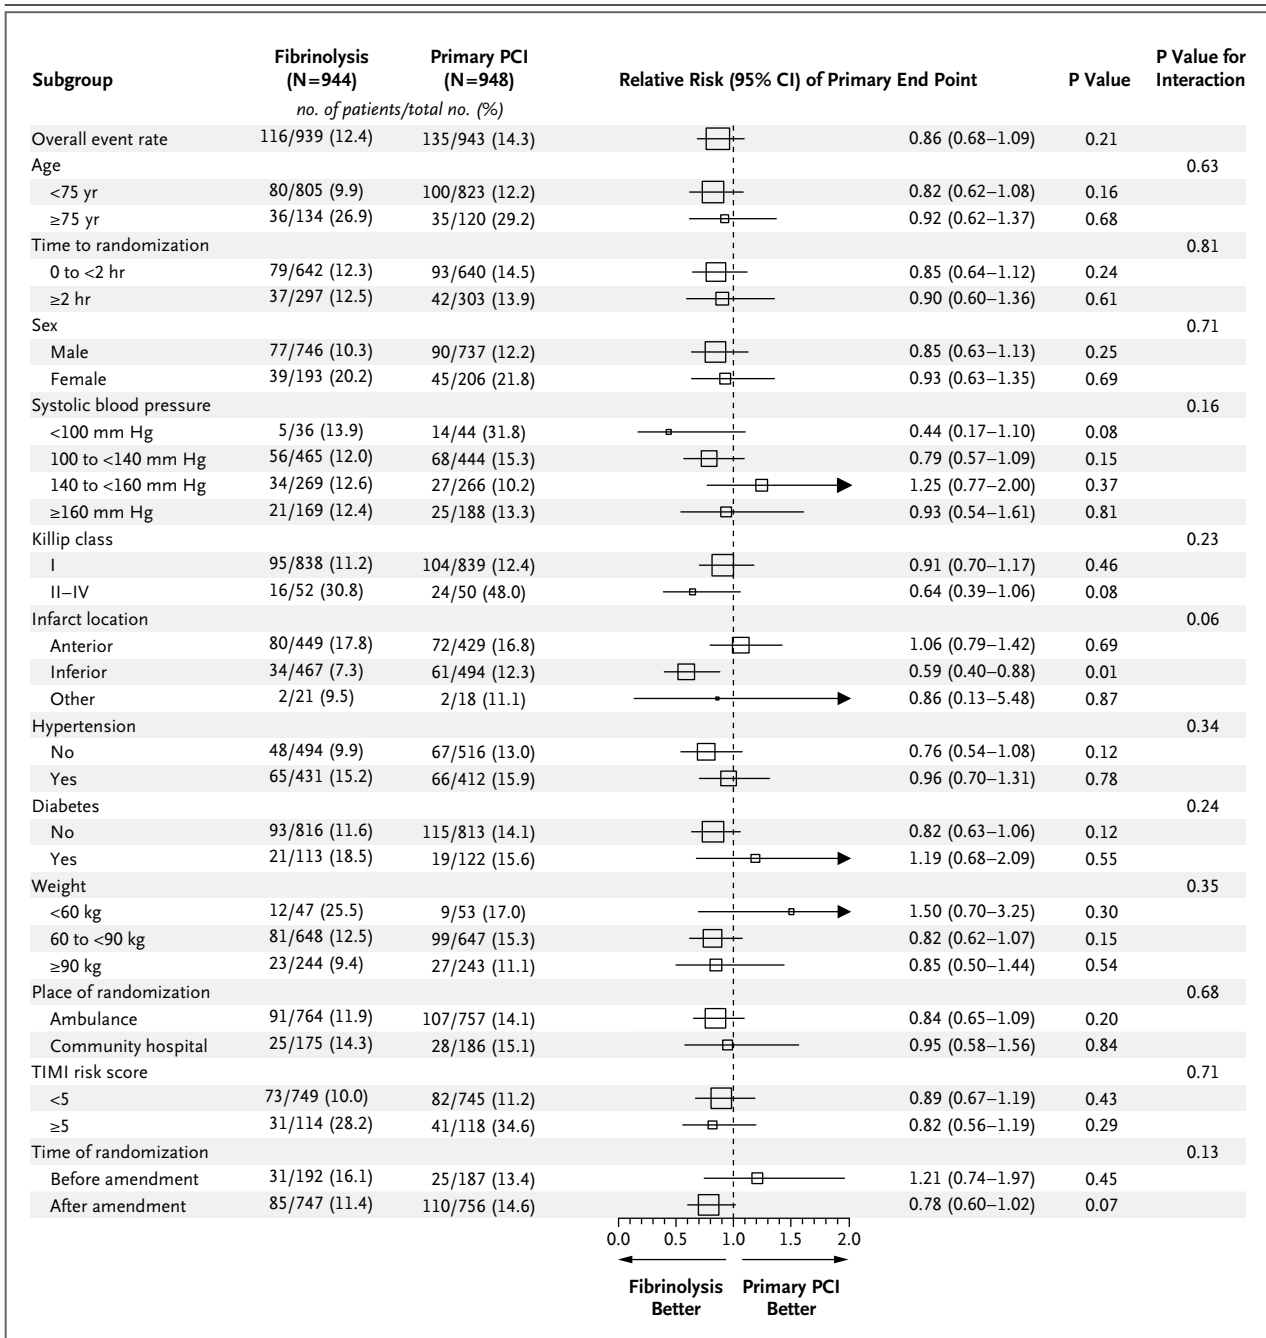 Subgroup Fibrinolysis (N=944) Primary PCI (N=948) Relative Risk (95% CI) of Primary End Point P Value P Value for Interaction
no. of patients/total no. (%)
Overall event rate 116/939 (12.4) 135/943 (14.3) 0.86 (0.68–1.09) 0.21
Age 0.63
<75 yr 80/805 (9.9) 100/823 (12.2) 0.82 (0.62–1.08) 0.16
≥75 yr 36/134 (26.9) 35/120 (29.2) 0.92 (0.62–1.37) 0.68
Time to randomization 0.81
0 to <2 hr 79/642 (12.3) 93/640 (14.5) 0.85 (0.64–1.12) 0.24
≥2 hr 37/297 (12.5) 42/303 (13.9) 0.90 (0.60–1.36) 0.61
Sex 0.71
Male 77/746 (10.3) 90/737 (12.2) 0.85 (0.63–1.13) 0.25
Female 39/193 (20.2) 45/206 (21.8) 0.93 (0.63–1.35) 0.69
Systolic blood pressure 0.16
<100 mm Hg 5/36 (13.9) 14/44 (31.8) 0.44 (0.17–1.10) 0.08
100 to <140 mm Hg 56/465 (12.0) 68/444 (15.3) 0.79 (0.57–1.09) 0.15
140 to <160 mm Hg 34/269 (12.6) 27/266 (10.2) 1.25 (0.77–2.00) 0.37
≥160 mm Hg 21/169 (12.4) 25/188 (13.3) 0.93 (0.54–1.61) 0.81
Killip class 0.23
I 95/838 (11.2) 104/839 (12.4) 0.91 (0.70–1.17) 0.46
II–IV 16/52 (30.8) 24/50 (48.0) 0.64 (0.39–1.06) 0.08
Infarct location 0.06
Anterior 80/449 (17.8) 72/429 (16.8) 1.06 (0.79–1.42) 0.69
Inferior 34/467 (7.3) 61/494 (12.3) 0.59 (0.40–0.88) 0.01
Other 2/21 (9.5) 2/18 (11.1) 0.86 (0.13–5.48) 0.87
Hypertension 0.34
No 48/494 (9.9) 67/516 (13.0) 0.76 (0.54–1.08) 0.12
Yes 65/431 (15.2) 66/412 (15.9) 0.96 (0.70–1.31) 0.78
Diabetes 0.24
No 93/816 (11.6) 115/813 (14.1) 0.82 (0.63–1.06) 0.12
Yes 21/113 (18.5) 19/122 (15.6) 1.19 (0.68–2.09) 0.55
Weight 0.35
<60 kg 12/47 (25.5) 9/53 (17.0) 1.50 (0.70–3.25) 0.30
60 to <90 kg 81/648 (12.5) 99/647 (15.3) 0.82 (0.62–1.07) 0.15
≥90 kg 23/244 (9.4) 27/243 (11.1) 0.85 (0.50–1.44) 0.54
Place of randomization 0.68
Ambulance 91/764 (11.9) 107/757 (14.1) 0.84 (0.65–1.09) 0.20
Community hospital 25/175 (14.3) 28/186 (15.1) 0.95 (0.58–1.56) 0.84
TIMI risk score 0.71
<5 73/749 (10.0) 82/745 (11.2) 0.89 (0.67–1.19) 0.43
≥5 31/114 (28.2) 41/118 (34.6) 0.82 (0.56–1.19) 0.29
Time of randomization 0.13
Before amendment 31/192 (16.1) 25/187 (13.4) 1.21 (0.74–1.97) 0.45
After amendment 85/747 (11.4) 110/756 (14.6) 0.78 (0.60–1.02) 0.07
0.0 0.5 1.0 1.5 2.0
Fibrinolysis Better Primary PCI Better